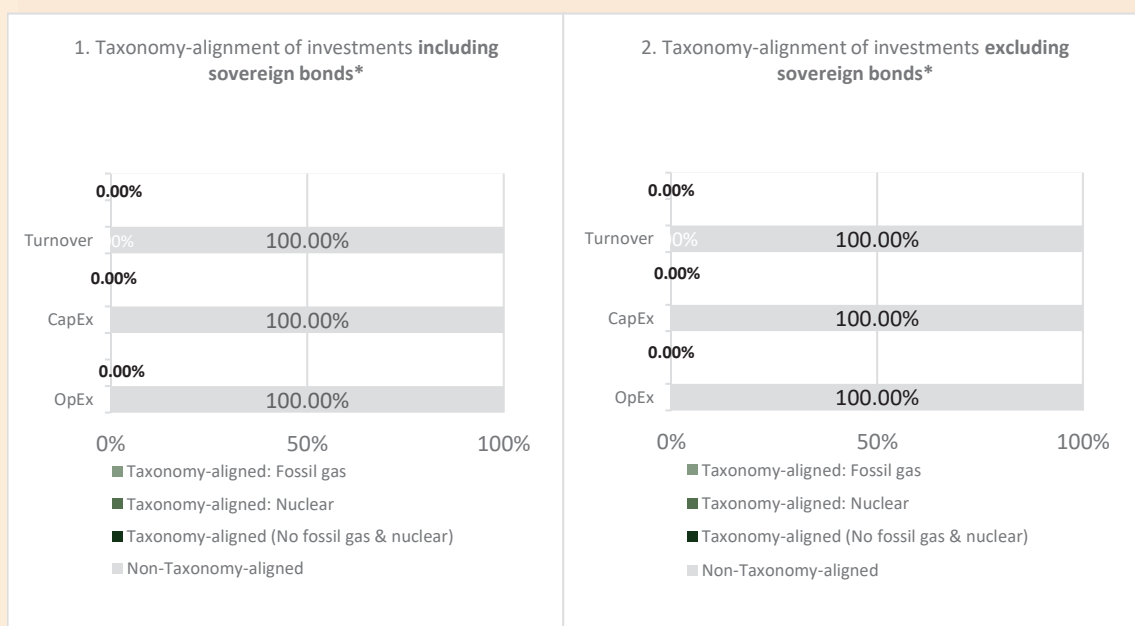 1. Taxonomy-alignment of investments including
sovereign bonds*
0.00%
Turnover 0% 100.00%
0.00%
CapEx 100.00%
0.00%
OpEx 100.00%
0% 50% 100%
Taxonomy-aligned: Fossil gas
Taxonomy-aligned: Nuclear
Taxonomy-aligned (No fossil gas & nuclear)
Non-Taxonomy-aligned
2. Taxonomy-alignment of investments excluding
sovereign bonds*
0.00%
Turnover 0% 100.00%
0.00%
CapEx 100.00%
0.00%
OpEx 100.00%
0% 50% 100%
Taxonomy-aligned: Fossil gas
Taxonomy-aligned: Nuclear
Taxonomy-aligned (No fossil gas & nuclear)
Non-Taxonomy-aligned